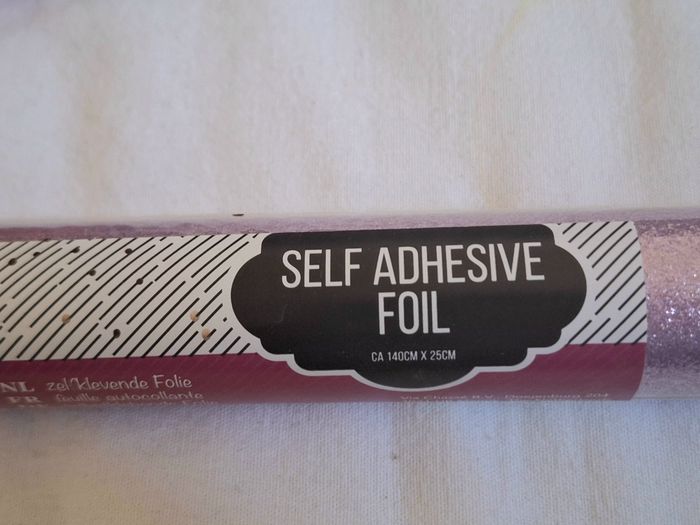 SELF ADHESIVE
FOIL
CA 140CM X 25CM
NL zelfklevende Folie
FR feuille autocollante